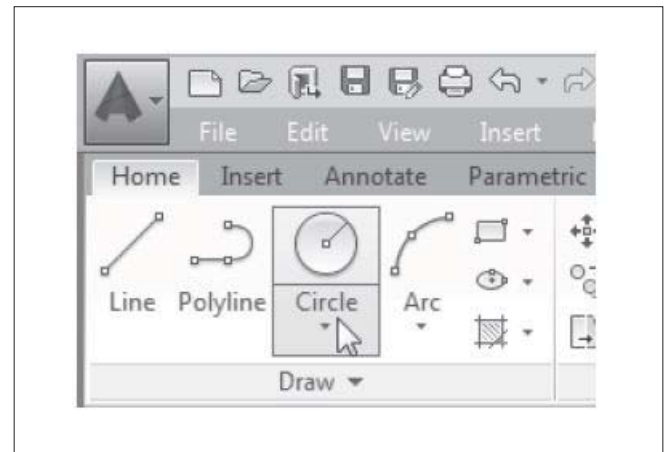 File Edit View Insert
Home Insert Annotate Parametric
Line Polyline Circle Arc
Draw